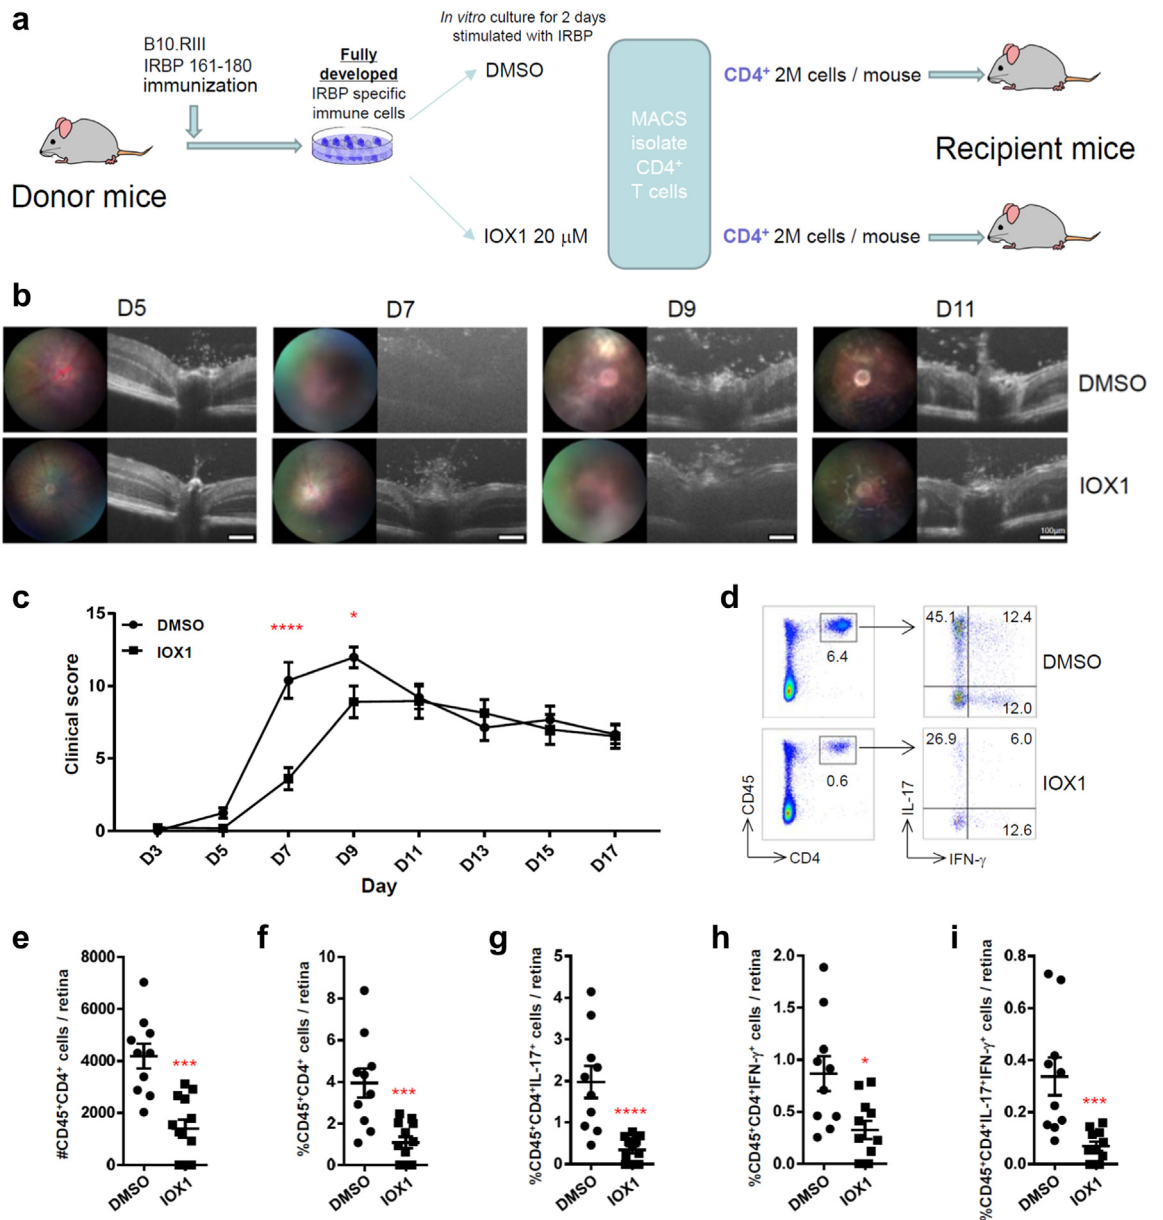 a
B10.RIII
IRBP 161-180
immunization
Fully
developed
IRBP specific
immune cells
In vitro culture for 2 days
stimulated with IRBP
DMSO
IOX1 20 μM
MACS
isolate
CD4⁺
T cells
CD4⁺ 2M cells / mouse
CD4⁺ 2M cells / mouse
Donor mice
Recipient mice
b
D5
D7
D9
D11
DMSO
IOX1
100μm
c
DMSO
IOX1
****
*
Clinical score
15
10
5
0
D3
D5
D7
D9
D11
D13
D15
D17
Day
d
6.4
45.1
12.4
12.0
DMSO
0.6
26.9
6.0
12.6
IOX1
CD45
CD4
IL-17
IFN-γ
e
#CD45⁺CD4⁺ cells / retina
8000
6000
4000
2000
0
***
DMSO
IOX1
f
%CD45⁺CD4⁺ cells / retina
10
8
6
4
2
0
***
DMSO
IOX1
g
%CD45⁺CD4⁺IL-17⁺ cells / retina
5
4
3
2
1
0
****
DMSO
IOX1
h
%CD45⁺CD4⁺IFN-γ⁺ cells / retina
2.0
1.5
1.0
0.5
0.0
*
DMSO
IOX1
i
%CD45⁺CD4⁺IL-17⁺IFN-γ⁺ cells / retina
0.8
0.6
0.4
0.2
0.0
***
DMSO
IOX1